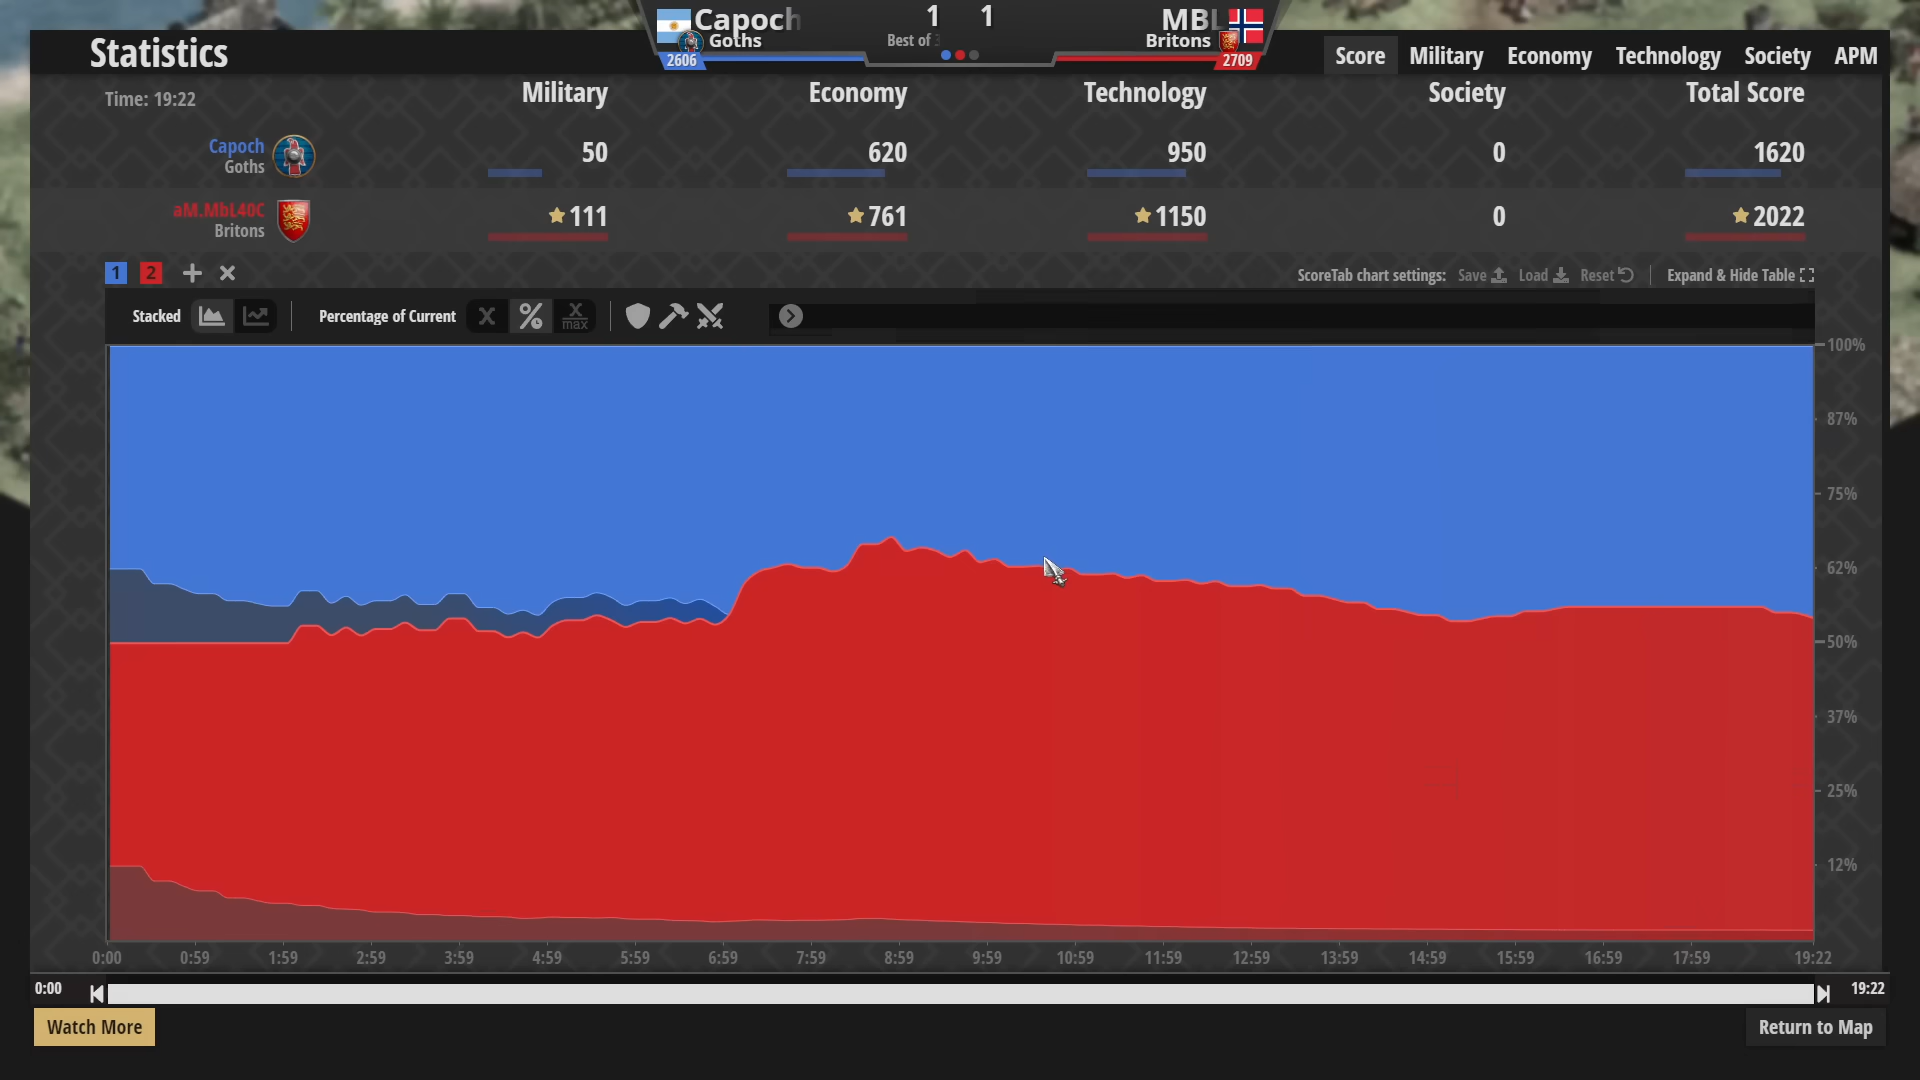 Capoch
Goths
2606
1 1
Best of
MBL
Britons
2709
Statistics
Score Military Economy Technology Society APM
Time: 19:22
Military Economy Technology Society Total Score
Capoch
Goths
50 620 950 0 1620
aM.MbL40C
Britons
111 761 1150 0 2022
1 2
ScoreTab chart settings: Save Load Reset Expand & Hide Table
Stacked Percentage of Current X % X max
100%
87%
75%
62%
50%
37%
25%
12%
0:00 0:59 1:59 2:59 3:59 4:59 5:59 6:59 7:59 8:59 9:59 10:59 11:59 12:59 13:59 14:59 15:59 16:59 17:59 19:22
0:00 19:22
Watch More Return to Map